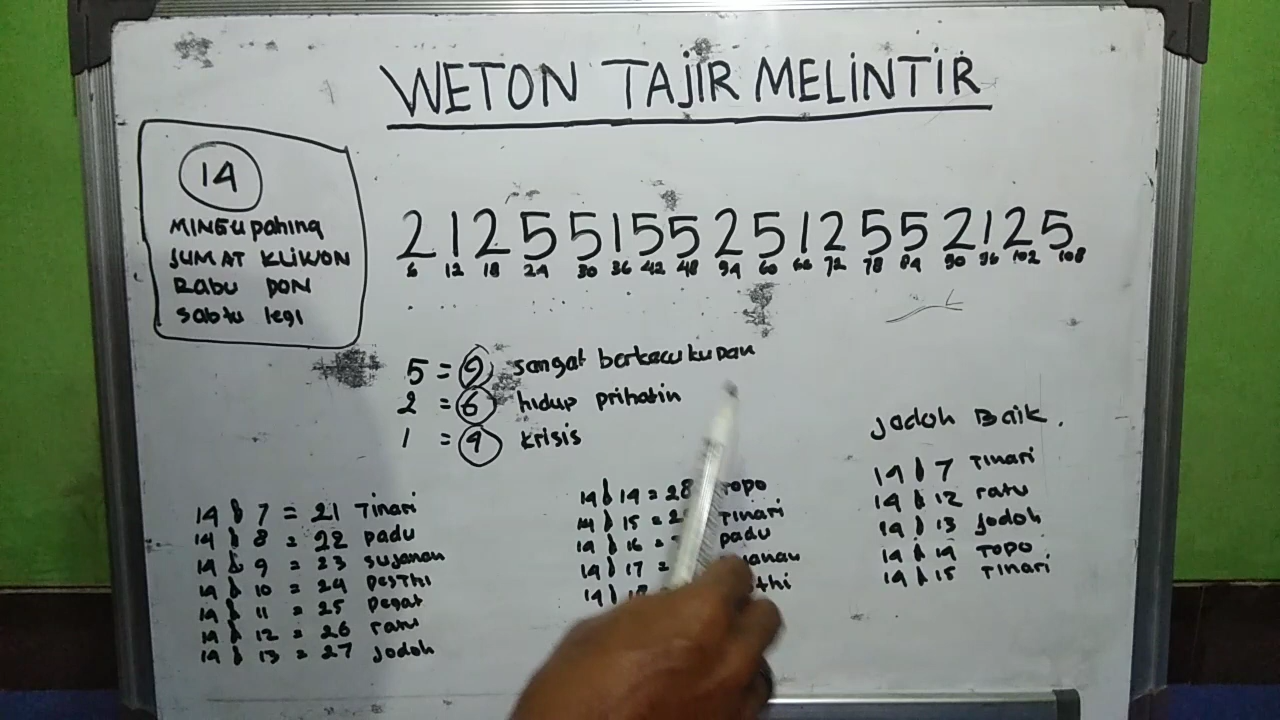 WETON TAJIR MELINTIR
14
MINGU pahing
JUMAT KLIWON
Rabu PON
Sabtu legi
2 1 2 5 5 1 5 5 2 5 1 2 5 5 2 1 2 5.
6 12 18 24 30 36 42 48 54 60 66 72 78 84 90 96 102 108
5 = 9 sangat berkecukupan
2 = 6 hidup prihatin
1 = 9 krisis
14 & 7 = 21 Tinari
14 & 8 = 22 padu
14 & 9 = 23 sujanan
14 & 10 = 24 pesthi
14 & 11 = 25 pegat
14 & 12 = 26 ratu
14 & 13 = 27 jodoh
14 & 14 = 28 Topo
14 & 15 = Tinari
14 & 16 = padu
14 & 17 =
14 &
Jodoh Baik.
14 & 7 Tinari
14 & 12 ratu
14 & 13 Jodoh
14 & 14 Topo
14 & 15 Tinari